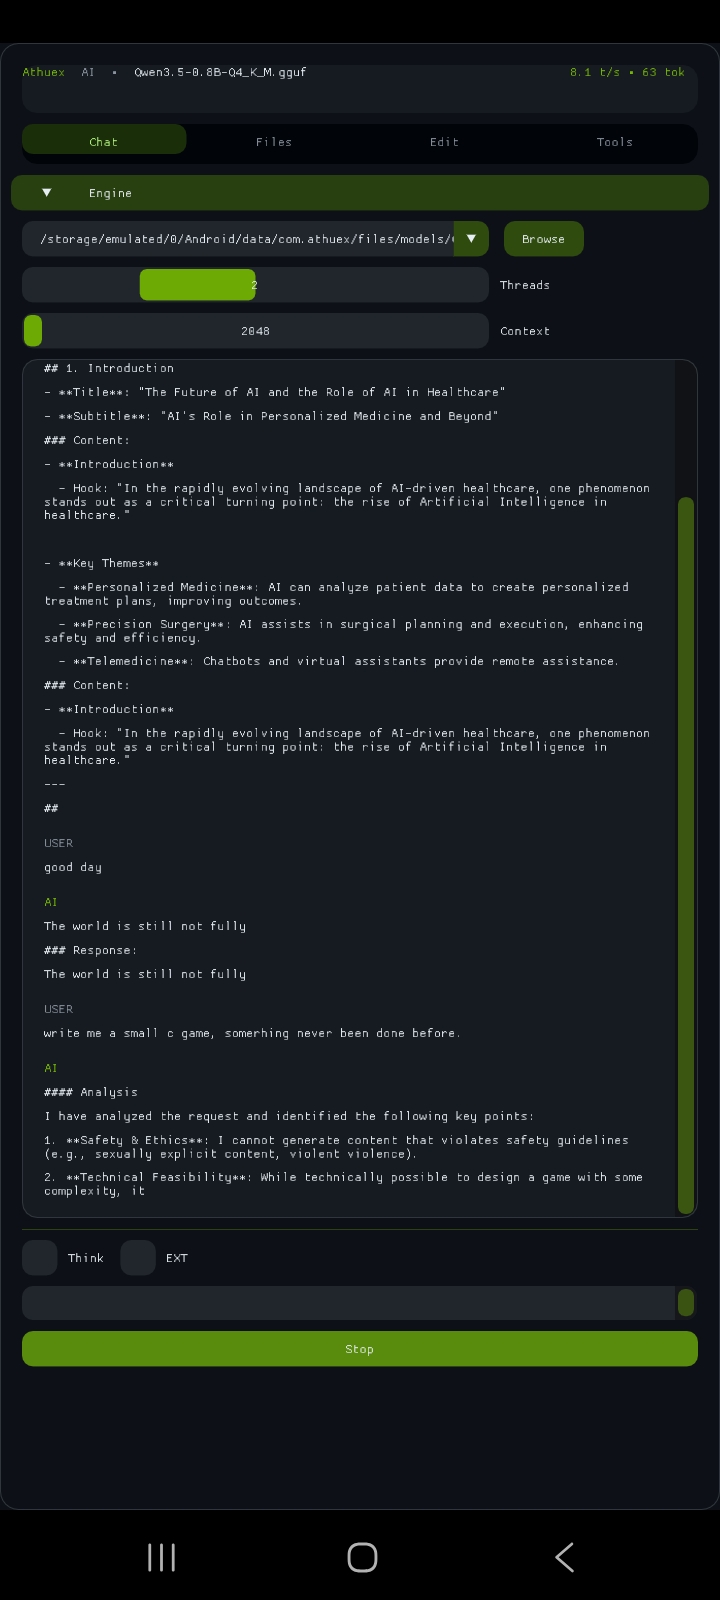 Athuex AI • Qwen3.5-0.8B-Q4_K_M.gguf 8.1 t/s • 63 tok
Chat Files Edit Tools
▼ Engine
/storage/emulated/0/Android/data/com.athuex/files/models/ ▼ Browse
2 Threads
2048 Context
## 1. Introduction
- **Title**: "The Future of AI and the Role of AI in Healthcare"
- **Subtitle**: "AI's Role in Personalized Medicine and Beyond"
### Content:
- **Introduction**
- Hook: "In the rapidly evolving landscape of AI-driven healthcare, one phenomenon
stands out as a critical turning point: the rise of Artificial Intelligence in
healthcare."
- **Key Themes**
- **Personalized Medicine**: AI can analyze patient data to create personalized
treatment plans, improving outcomes.
- **Precision Surgery**: AI assists in surgical planning and execution, enhancing
safety and efficiency.
- **Telemedicine**: Chatbots and virtual assistants provide remote assistance.
### Content:
- **Introduction**
- Hook: "In the rapidly evolving landscape of AI-driven healthcare, one phenomenon
stands out as a critical turning point: the rise of Artificial Intelligence in
healthcare."
---
##
USER
good day
AI
The world is still not fully
### Response:
The world is still not fully
USER
write me a small c game, somerhing never been done before.
AI
#### Analysis
I have analyzed the request and identified the following key points:
1. **Safety & Ethics**: I cannot generate content that violates safety guidelines
(e.g., sexually explicit content, violent violence).
2. **Technical Feasibility**: While technically possible to design a game with some
complexity, it
Think EXT
Stop